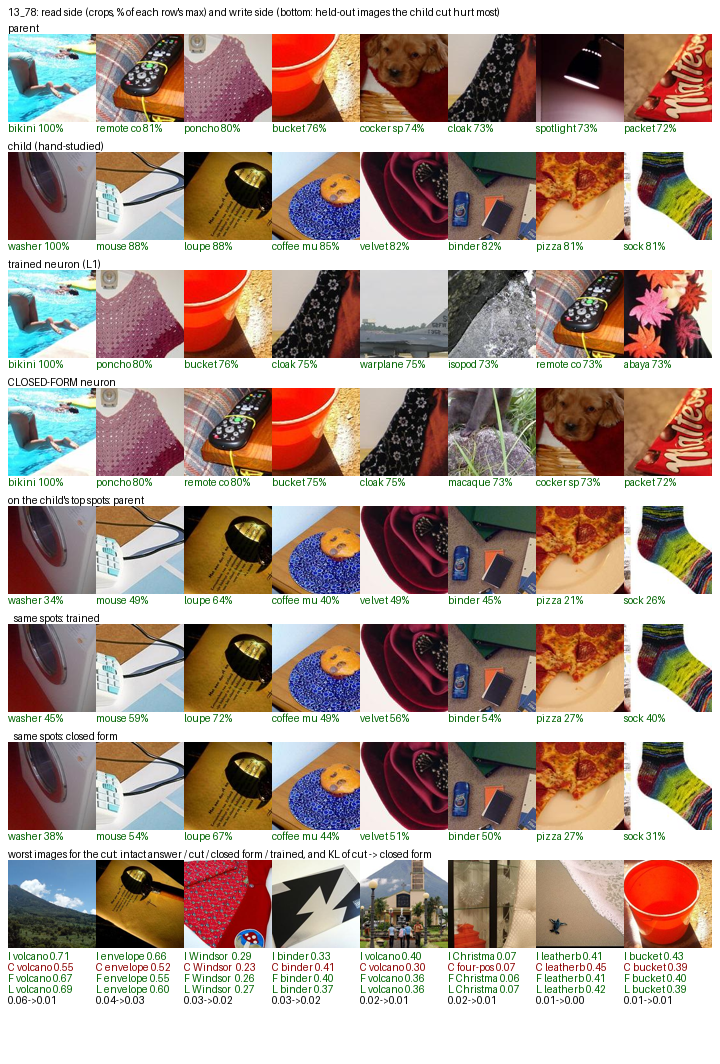 13_78: read side (crops, % of each row's max) and write side (bottom: held-out images the child cut hurt most)
parent
bikini 100% remote co 81% poncho 80% bucket 76% cocker sp 74% cloak 73% spotlight 73% packet 72%
child (hand-studied)
washer 100% mouse 88% loupe 88% coffee mu 85% velvet 82% binder 82% pizza 81% sock 81%
trained neuron (L1)
bikini 100% poncho 80% bucket 76% cloak 75% warplane 75% isopod 73% remote co 73% abaya 73%
CLOSED-FORM neuron
bikini 100% poncho 80% remote co 80% bucket 75% cloak 75% macaque 73% cocker sp 73% packet 72%
on the child's top spots: parent
washer 34% mouse 49% loupe 64% coffee mu 40% velvet 49% binder 45% pizza 21% sock 26%
same spots: trained
washer 45% mouse 59% loupe 72% coffee mu 49% velvet 56% binder 54% pizza 27% sock 40%
same spots: closed form
washer 38% mouse 54% loupe 67% coffee mu 44% velvet 51% binder 50% pizza 27% sock 31%
worst images for the cut: intact answer / cut / closed form / trained, and KL of cut -> closed form
I volcano 0.71 I envelope 0.66 I Windsor 0.29 I binder 0.33 I volcano 0.40 I Christma 0.07 I leatherb 0.41 I bucket 0.43
C volcano 0.55 C envelope 0.52 C Windsor 0.23 C binder 0.41 C volcano 0.30 C four-pos 0.07 C leatherb 0.45 C bucket 0.39
F volcano 0.67 F envelope 0.55 F Windsor 0.26 F binder 0.40 F volcano 0.36 F Christma 0.06 F leatherb 0.41 F bucket 0.40
L volcano 0.69 L envelope 0.60 L Windsor 0.27 L binder 0.37 L volcano 0.36 L Christma 0.06 L leatherb 0.42 L bucket 0.39
0.06->0.01 0.04->0.03 0.03->0.02 0.03->0.02 0.02->0.01 0.02->0.01 0.01->0.00 0.01->0.01